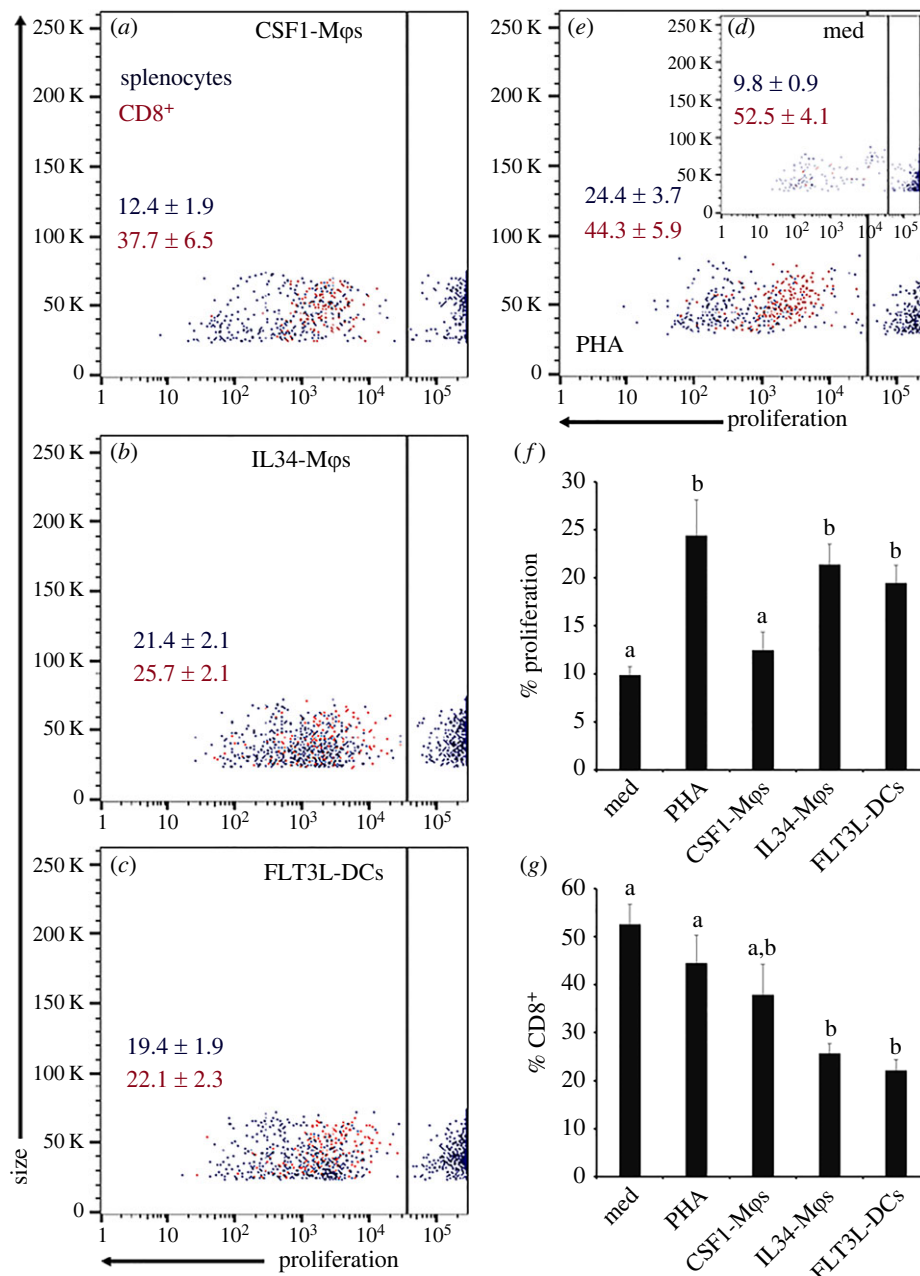 (a) CSF1-Mφs
splenocytes
CD8+
12.4 ± 1.9
37.7 ± 6.5
250 K
200 K
150 K
100 K
50 K
0
1 10 10² 10³ 10⁴ 10⁵
(b) IL34-Mφs
21.4 ± 2.1
25.7 ± 2.1
250 K
200 K
150 K
100 K
50 K
0
1 10 10² 10³ 10⁴ 10⁵
(c) FLT3L-DCs
19.4 ± 1.9
22.1 ± 2.3
250 K
200 K
150 K
100 K
50 K
0
1 10 10² 10³ 10⁴ 10⁵
size
proliferation
(e)
24.4 ± 3.7
44.3 ± 5.9
PHA
250 K
200 K
150 K
100 K
50 K
0
1 10 10² 10³ 10⁴ 10⁵
proliferation
(d) med
9.8 ± 0.9
52.5 ± 4.1
250 K
200 K
150 K
100 K
50 K
0
1 10 10² 10³ 10⁴ 10⁵
(f)
% proliferation
30
25
20
15
10
5
0
a b a b b
med PHA CSF1-Mφs IL34-Mφs FLT3L-DCs
(g)
% CD8+
60
50
40
30
20
10
0
a a a,b b b
med PHA CSF1-Mφs IL34-Mφs FLT3L-DCs